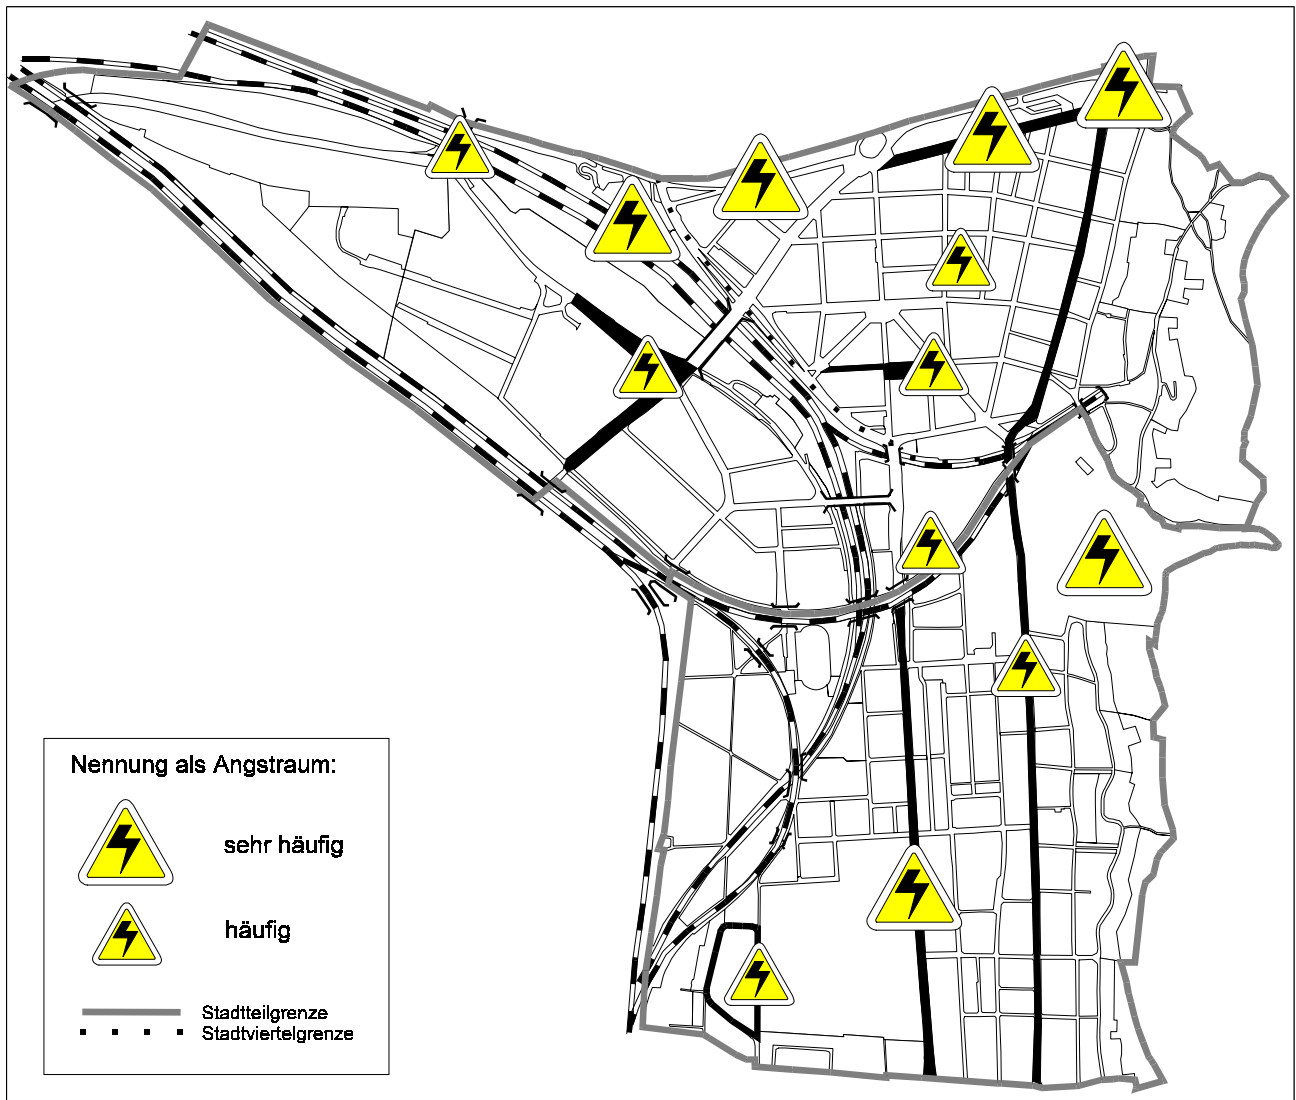 Nennung als Angstraum:
sehr häufig
häufig
Stadtteilgrenze
Stadtviertelgrenze